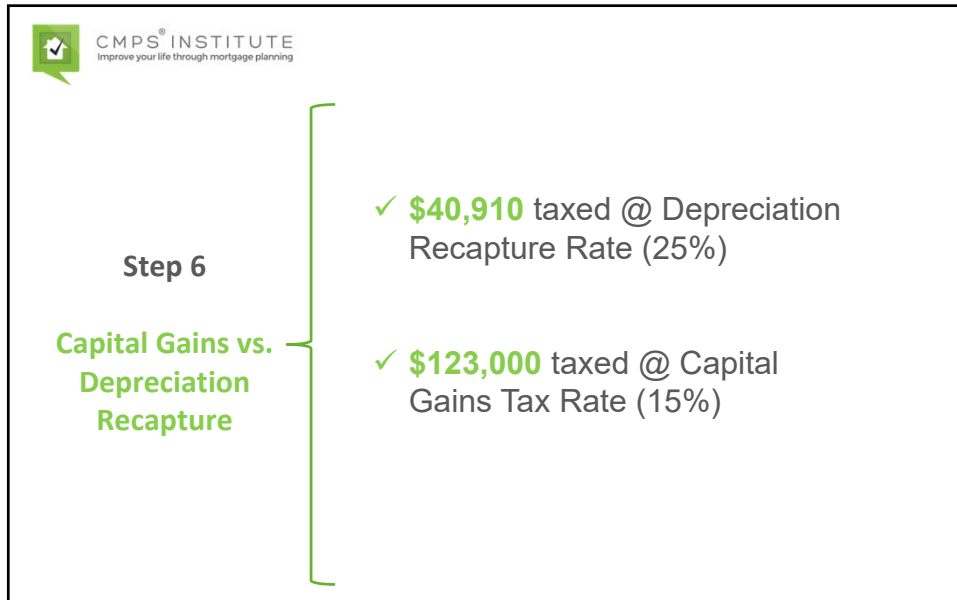 CMPS® INSTITUTE
Improve your life through mortgage planning
Step 6
Capital Gains vs.
Depreciation
Recapture
✓ $40,910 taxed @ Depreciation
Recapture Rate (25%)
✓ $123,000 taxed @ Capital
Gains Tax Rate (15%)